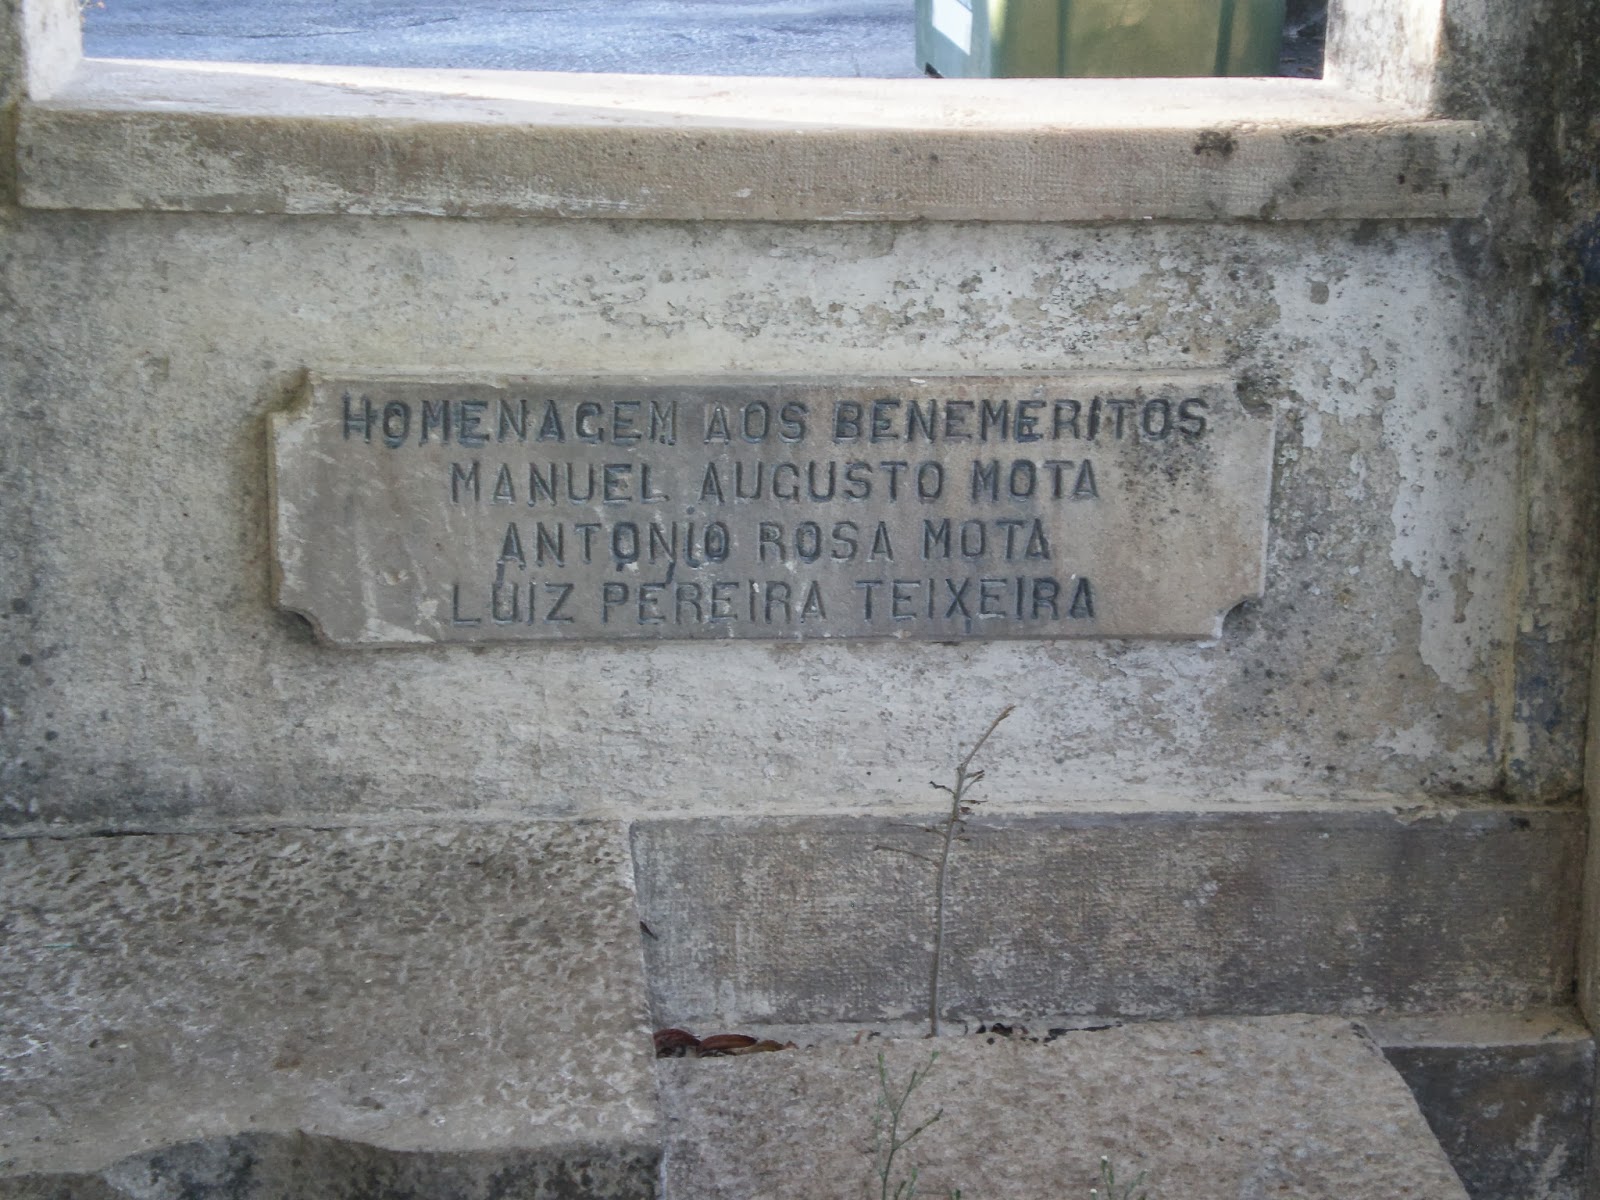 HOMENAGEM AOS BENEMERITOS
MANUEL AUGUSTO MOTA
ANTONIO ROSA MOTA
LUIZ PEREIRA TEIXEIRA